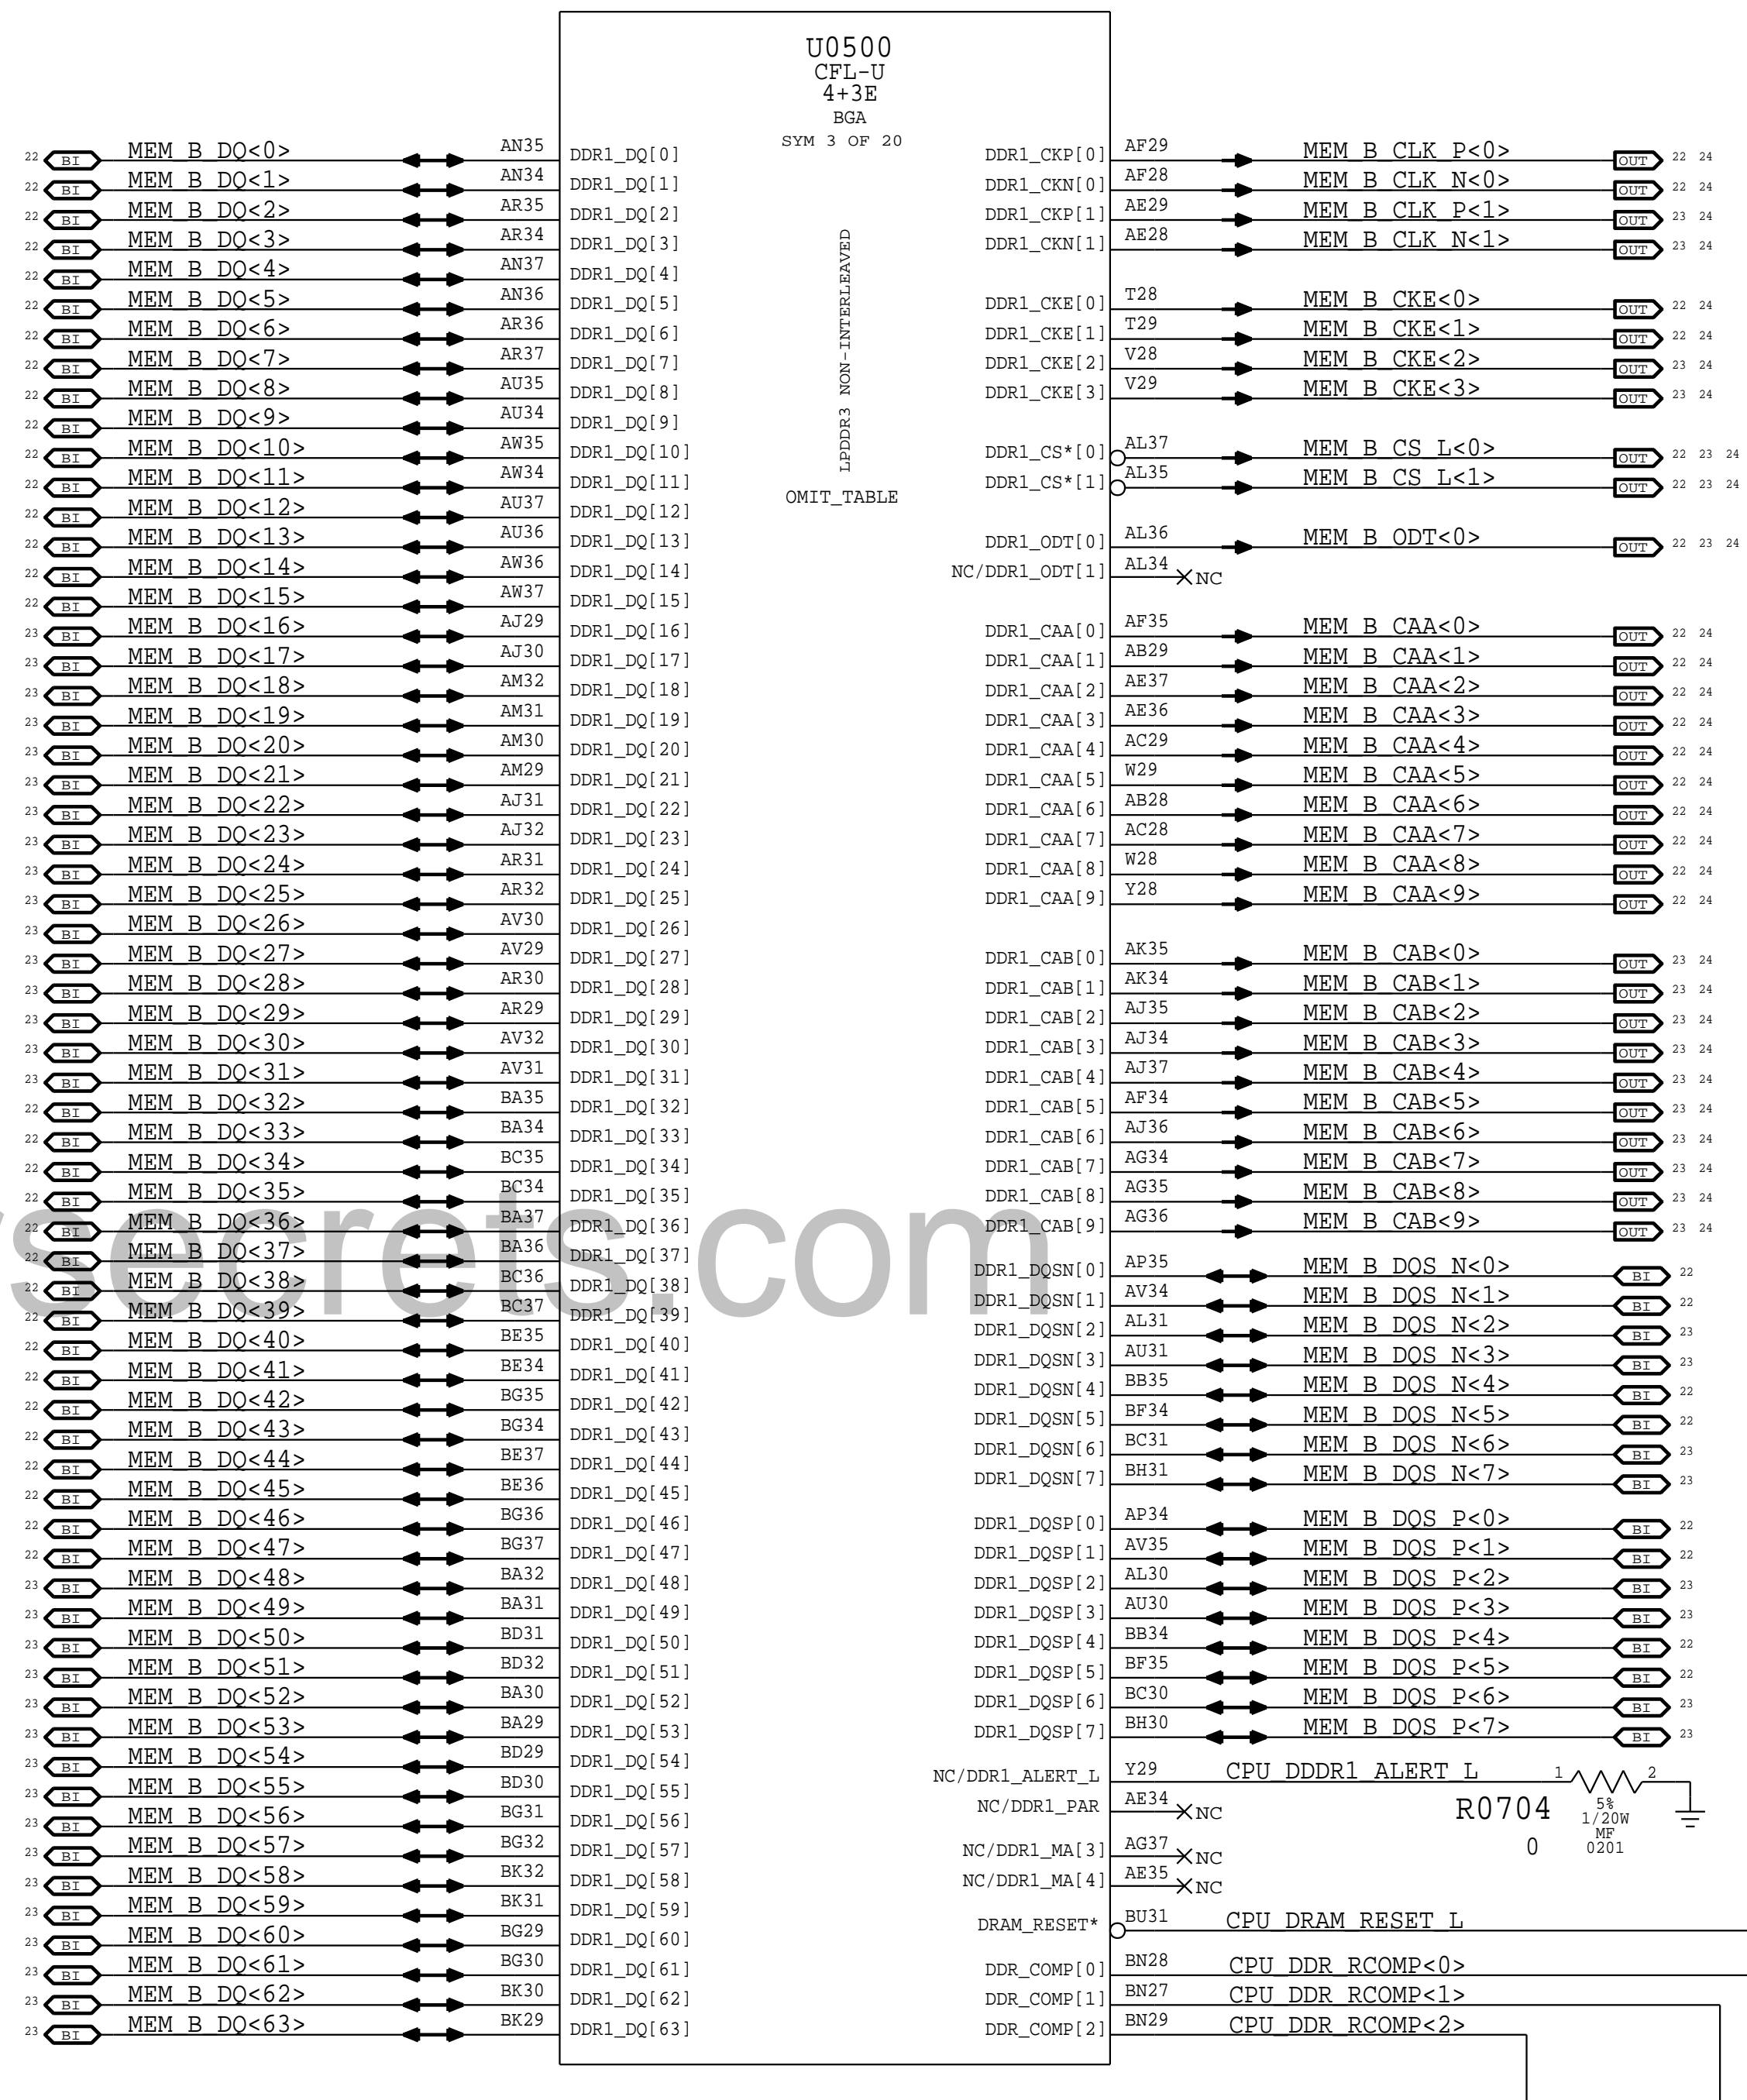 U0500
CFL-U
4+3E
BGA
SYM 3 OF 20
LPDDR3 NON-INTERLEAVED
OMIT_TABLE
22 BI MEM_B_DQ<0> AN35 DDR1_DQ[0]
22 BI MEM_B_DQ<1> AN34 DDR1_DQ[1]
22 BI MEM_B_DQ<2> AR35 DDR1_DQ[2]
22 BI MEM_B_DQ<3> AR34 DDR1_DQ[3]
22 BI MEM_B_DQ<4> AN37 DDR1_DQ[4]
22 BI MEM_B_DQ<5> AN36 DDR1_DQ[5]
22 BI MEM_B_DQ<6> AR36 DDR1_DQ[6]
22 BI MEM_B_DQ<7> AR37 DDR1_DQ[7]
22 BI MEM_B_DQ<8> AU35 DDR1_DQ[8]
22 BI MEM_B_DQ<9> AU34 DDR1_DQ[9]
22 BI MEM_B_DQ<10> AW35 DDR1_DQ[10]
22 BI MEM_B_DQ<11> AW34 DDR1_DQ[11]
22 BI MEM_B_DQ<12> AU37 DDR1_DQ[12]
22 BI MEM_B_DQ<13> AU36 DDR1_DQ[13]
22 BI MEM_B_DQ<14> AW36 DDR1_DQ[14]
22 BI MEM_B_DQ<15> AW37 DDR1_DQ[15]
23 BI MEM_B_DQ<16> AJ29 DDR1_DQ[16]
23 BI MEM_B_DQ<17> AJ30 DDR1_DQ[17]
23 BI MEM_B_DQ<18> AM32 DDR1_DQ[18]
23 BI MEM_B_DQ<19> AM31 DDR1_DQ[19]
23 BI MEM_B_DQ<20> AM30 DDR1_DQ[20]
23 BI MEM_B_DQ<21> AM29 DDR1_DQ[21]
23 BI MEM_B_DQ<22> AJ31 DDR1_DQ[22]
23 BI MEM_B_DQ<23> AJ32 DDR1_DQ[23]
23 BI MEM_B_DQ<24> AR31 DDR1_DQ[24]
23 BI MEM_B_DQ<25> AR32 DDR1_DQ[25]
23 BI MEM_B_DQ<26> AV30 DDR1_DQ[26]
23 BI MEM_B_DQ<27> AV29 DDR1_DQ[27]
23 BI MEM_B_DQ<28> AR30 DDR1_DQ[28]
23 BI MEM_B_DQ<29> AR29 DDR1_DQ[29]
23 BI MEM_B_DQ<30> AV32 DDR1_DQ[30]
23 BI MEM_B_DQ<31> AV31 DDR1_DQ[31]
22 BI MEM_B_DQ<32> BA35 DDR1_DQ[32]
22 BI MEM_B_DQ<33> BA34 DDR1_DQ[33]
22 BI MEM_B_DQ<34> BC35 DDR1_DQ[34]
22 BI MEM_B_DQ<35> BC34 DDR1_DQ[35]
22 BI MEM_B_DQ<36> BA37 DDR1_DQ[36]
22 BI MEM_B_DQ<37> BA36 DDR1_DQ[37]
22 BI MEM_B_DQ<38> BC36 DDR1_DQ[38]
22 BI MEM_B_DQ<39> BC37 DDR1_DQ[39]
22 BI MEM_B_DQ<40> BE35 DDR1_DQ[40]
22 BI MEM_B_DQ<41> BE34 DDR1_DQ[41]
22 BI MEM_B_DQ<42> BG35 DDR1_DQ[42]
22 BI MEM_B_DQ<43> BG34 DDR1_DQ[43]
22 BI MEM_B_DQ<44> BE37 DDR1_DQ[44]
22 BI MEM_B_DQ<45> BE36 DDR1_DQ[45]
22 BI MEM_B_DQ<46> BG36 DDR1_DQ[46]
22 BI MEM_B_DQ<47> BG37 DDR1_DQ[47]
23 BI MEM_B_DQ<48> BA32 DDR1_DQ[48]
23 BI MEM_B_DQ<49> BA31 DDR1_DQ[49]
23 BI MEM_B_DQ<50> BD31 DDR1_DQ[50]
23 BI MEM_B_DQ<51> BD32 DDR1_DQ[51]
23 BI MEM_B_DQ<52> BA30 DDR1_DQ[52]
23 BI MEM_B_DQ<53> BA29 DDR1_DQ[53]
23 BI MEM_B_DQ<54> BD29 DDR1_DQ[54]
23 BI MEM_B_DQ<55> BD30 DDR1_DQ[55]
23 BI MEM_B_DQ<56> BG31 DDR1_DQ[56]
23 BI MEM_B_DQ<57> BG32 DDR1_DQ[57]
23 BI MEM_B_DQ<58> BK32 DDR1_DQ[58]
23 BI MEM_B_DQ<59> BK31 DDR1_DQ[59]
23 BI MEM_B_DQ<60> BG29 DDR1_DQ[60]
23 BI MEM_B_DQ<61> BG30 DDR1_DQ[61]
23 BI MEM_B_DQ<62> BK30 DDR1_DQ[62]
23 BI MEM_B_DQ<63> BK29 DDR1_DQ[63]
DDR1_CKP[0] AF29 MEM_B_CLK_P<0> OUT 22 24
DDR1_CKN[0] AF28 MEM_B_CLK_N<0> OUT 22 24
DDR1_CKP[1] AE29 MEM_B_CLK_P<1> OUT 23 24
DDR1_CKN[1] AE28 MEM_B_CLK_N<1> OUT 23 24
DDR1_CKE[0] T28 MEM_B_CKE<0> OUT 22 24
DDR1_CKE[1] T29 MEM_B_CKE<1> OUT 22 24
DDR1_CKE[2] V28 MEM_B_CKE<2> OUT 23 24
DDR1_CKE[3] V29 MEM_B_CKE<3> OUT 23 24
DDR1_CS*[0] AL37 MEM_B_CS_L<0> OUT 22 23 24
DDR1_CS*[1] AL35 MEM_B_CS_L<1> OUT 22 23 24
DDR1_ODT[0] AL36 MEM_B_ODT<0> OUT 22 23 24
NC/DDR1_ODT[1] AL34 NC
DDR1_CAA[0] AF35 MEM_B_CAA<0> OUT 22 24
DDR1_CAA[1] AB29 MEM_B_CAA<1> OUT 22 24
DDR1_CAA[2] AE37 MEM_B_CAA<2> OUT 22 24
DDR1_CAA[3] AE36 MEM_B_CAA<3> OUT 22 24
DDR1_CAA[4] AC29 MEM_B_CAA<4> OUT 22 24
DDR1_CAA[5] W29 MEM_B_CAA<5> OUT 22 24
DDR1_CAA[6] AB28 MEM_B_CAA<6> OUT 22 24
DDR1_CAA[7] AC28 MEM_B_CAA<7> OUT 22 24
DDR1_CAA[8] W28 MEM_B_CAA<8> OUT 22 24
DDR1_CAA[9] Y28 MEM_B_CAA<9> OUT 22 24
DDR1_CAB[0] AK35 MEM_B_CAB<0> OUT 23 24
DDR1_CAB[1] AK34 MEM_B_CAB<1> OUT 23 24
DDR1_CAB[2] AJ35 MEM_B_CAB<2> OUT 23 24
DDR1_CAB[3] AJ34 MEM_B_CAB<3> OUT 23 24
DDR1_CAB[4] AJ37 MEM_B_CAB<4> OUT 23 24
DDR1_CAB[5] AF34 MEM_B_CAB<5> OUT 23 24
DDR1_CAB[6] AJ36 MEM_B_CAB<6> OUT 23 24
DDR1_CAB[7] AG34 MEM_B_CAB<7> OUT 23 24
DDR1_CAB[8] AG35 MEM_B_CAB<8> OUT 23 24
DDR1_CAB[9] AG36 MEM_B_CAB<9> OUT 23 24
DDR1_DQSN[0] AP35 MEM_B_DQS_N<0> BI 22
DDR1_DQSN[1] AV34 MEM_B_DQS_N<1> BI 22
DDR1_DQSN[2] AL31 MEM_B_DQS_N<2> BI 23
DDR1_DQSN[3] AU31 MEM_B_DQS_N<3> BI 23
DDR1_DQSN[4] BB35 MEM_B_DQS_N<4> BI 22
DDR1_DQSN[5] BF34 MEM_B_DQS_N<5> BI 22
DDR1_DQSN[6] BC31 MEM_B_DQS_N<6> BI 23
DDR1_DQSN[7] BH31 MEM_B_DQS_N<7> BI 23
DDR1_DQSP[0] AP34 MEM_B_DQS_P<0> BI 22
DDR1_DQSP[1] AV35 MEM_B_DQS_P<1> BI 22
DDR1_DQSP[2] AL30 MEM_B_DQS_P<2> BI 23
DDR1_DQSP[3] AU30 MEM_B_DQS_P<3> BI 23
DDR1_DQSP[4] BB34 MEM_B_DQS_P<4> BI 22
DDR1_DQSP[5] BF35 MEM_B_DQS_P<5> BI 22
DDR1_DQSP[6] BC30 MEM_B_DQS_P<6> BI 23
DDR1_DQSP[7] BH30 MEM_B_DQS_P<7> BI 23
NC/DDR1_ALERT_L Y29 CPU_DDDR1_ALERT_L 1 2
R0704
0
5%
1/20W
MF
0201
NC/DDR1_PAR AE34 NC
NC/DDR1_MA[3] AG37 NC
NC/DDR1_MA[4] AE35 NC
DRAM_RESET* BU31 CPU_DRAM_RESET_L
DDR_COMP[0] BN28 CPU_DDR_RCOMP<0>
DDR_COMP[1] BN27 CPU_DDR_RCOMP<1>
DDR_COMP[2] BN29 CPU_DDR_RCOMP<2>
secrets.com